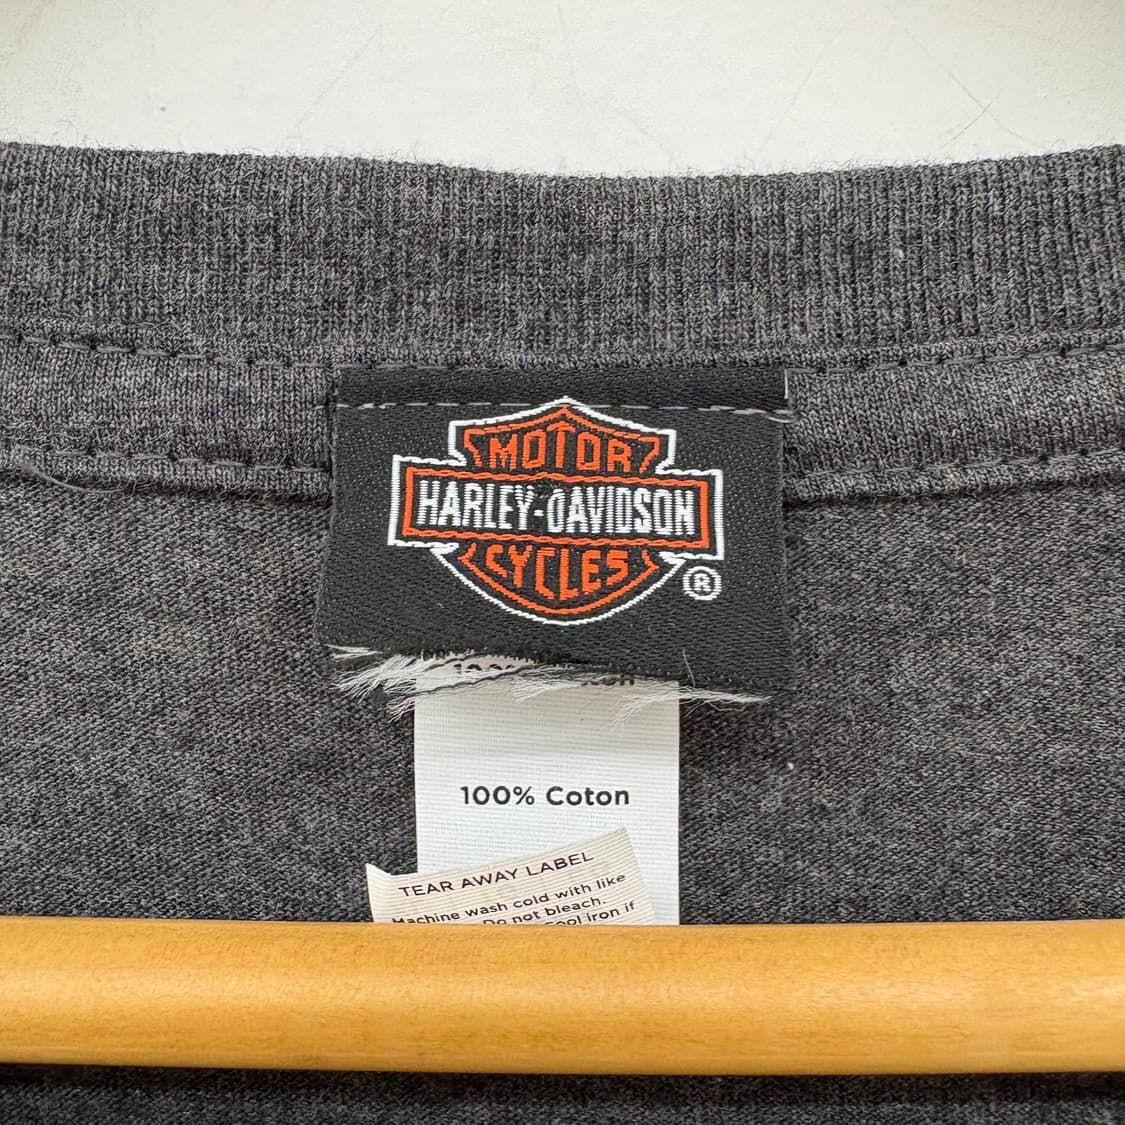 MOTOR
HARLEY-DAVIDSON
CYCLES
®
100%
100% Coton
TEAR AWAY LABEL
Machine wash cold with like
Do not bleach.
cool iron if